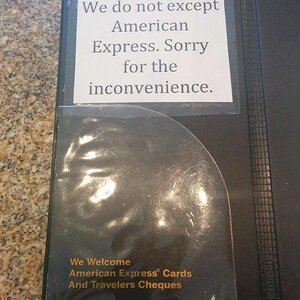 We do not except
American
Express. Sorry
for the
inconvenience.
We Welcome
American Express® Cards
And Travelers Cheques